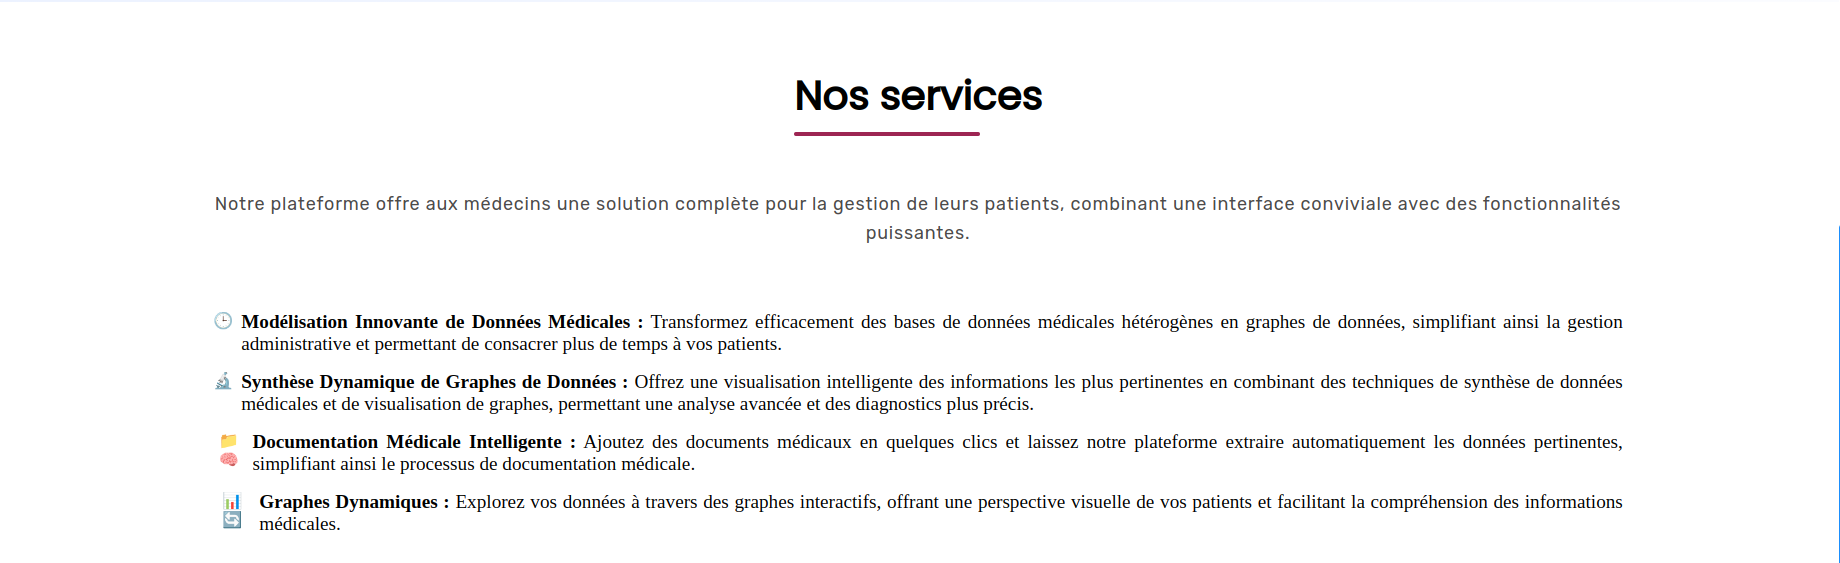 Nos services
Notre plateforme offre aux médecins une solution complète pour la gestion de leurs patients, combinant une interface conviviale avec des fonctionnalités
puissantes.
Modélisation Innovante de Données Médicales : Transformez efficacement des bases de données médicales hétérogènes en graphes de données, simplifiant ainsi la gestion
administrative et permettant de consacrer plus de temps à vos patients.
Synthèse Dynamique de Graphes de Données : Offrez une visualisation intelligente des informations les plus pertinentes en combinant des techniques de synthèse de données
médicales et de visualisation de graphes, permettant une analyse avancée et des diagnostics plus précis.
Documentation Médicale Intelligente : Ajoutez des documents médicaux en quelques clics et laissez notre plateforme extraire automatiquement les données pertinentes,
simplifiant ainsi le processus de documentation médicale.
Graphes Dynamiques : Explorez vos données à travers des graphes interactifs, offrant une perspective visuelle de vos patients et facilitant la compréhension des informations
médicales.